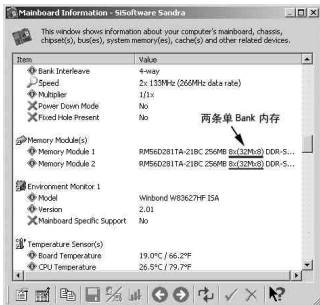 Mainboard Information - SiSoftware Sandra
This window shows information about your computer's mainboard, chassis,
chipset(s), bus(es), system memory(ies), cache(s) and other related devices.
Item Value
Bank Interleave 4-way
Speed 2x 133MHz (266MHz data rate)
Multiplier 1/1x
Power Down Mode No
Fixed Hole Present No
两条单 Bank 内存
Memory Module(s)
Memory Module 1 RM56D281TA-21BC 256MB 8x(32Mx8) DDR-S...
Memory Module 2 RM56D281TA-21BC 256MB 8x(32Mx8) DDR-S...
Environment Monitor 1
Model Winbond W83627HF ISA
Version 2.01
Mainboard Specific Support No
Temperature Sensor(s)
Board Temperature 19.0°C / 66.2°F
CPU Temperature 26.5°C / 79.7°F